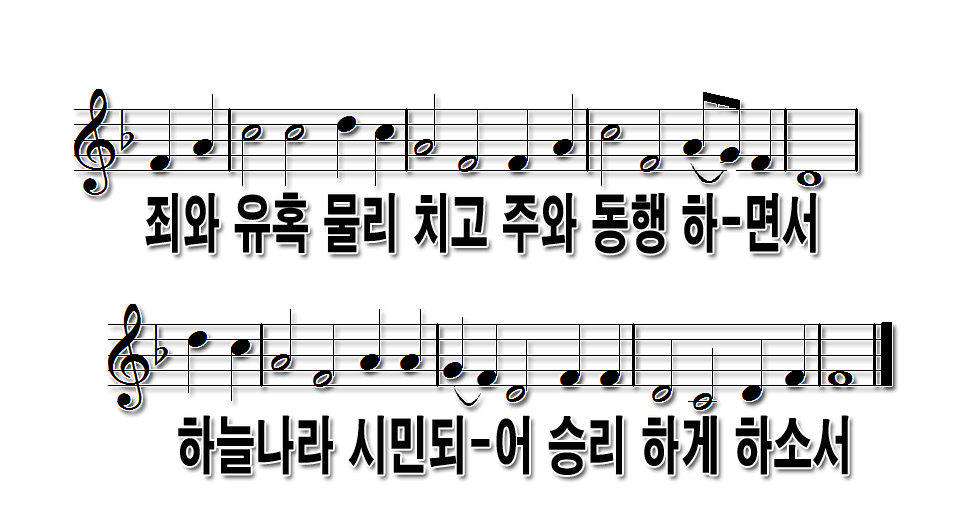 죄와 유혹 물리 치고 주와 동행 하-면서
하늘나라 시민되-어 승리 하게 하소서